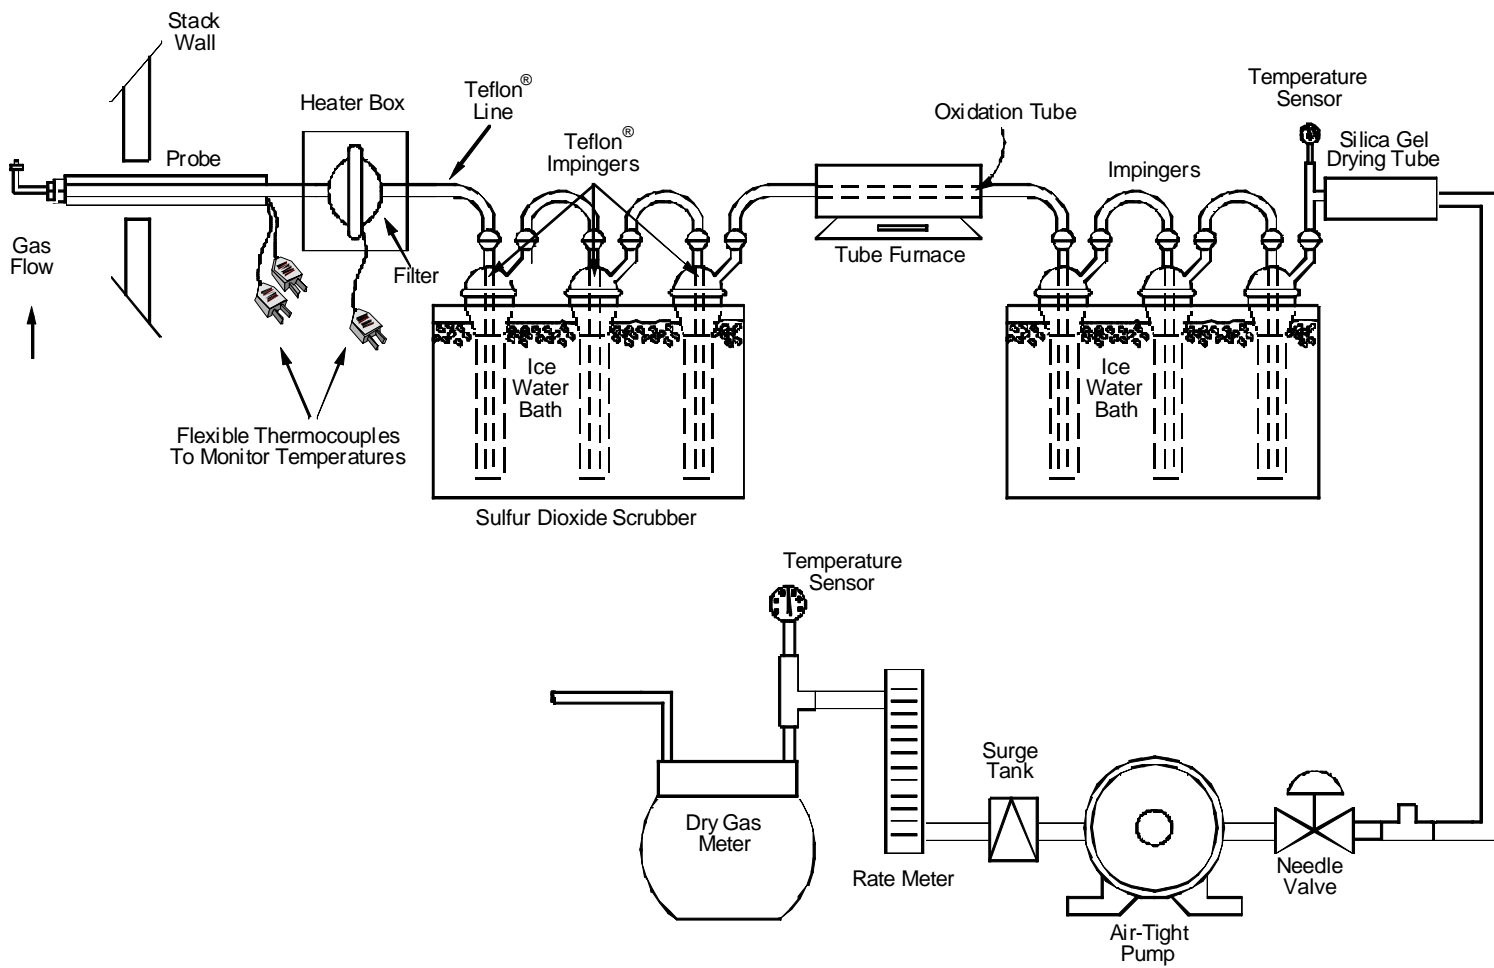 Stack
Wall
Heater Box
Teflon®
Line
Teflon®
Impingers
Oxidation Tube
Temperature
Sensor
Silica Gel
Drying Tube
Probe
Impingers
Gas
Flow
Filter
Tube Furnace
Ice
Water
Bath
Ice
Water
Bath
Flexible Thermocouples
To Monitor Temperatures
Sulfur Dioxide Scrubber
Temperature
Sensor
Surge
Tank
Dry Gas
Meter
Rate Meter
Needle
Valve
Air-Tight
Pump